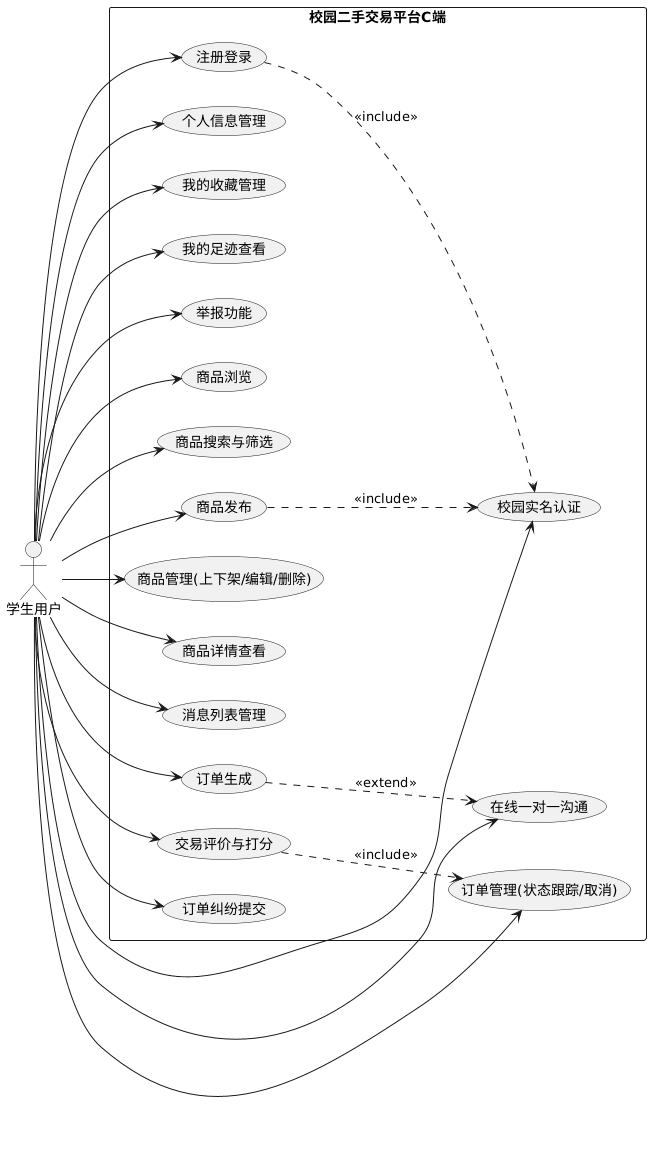 校园二手交易平台C端
注册登录
«include»
个人信息管理
我的收藏管理
我的足迹查看
举报功能
商品浏览
商品搜索与筛选
商品发布
«include»
校园实名认证
学生用户
商品管理(上下架/编辑/删除)
商品详情查看
消息列表管理
订单生成
«extend»
在线一对一沟通
交易评价与打分
«include»
订单管理(状态跟踪/取消)
订单纠纷提交